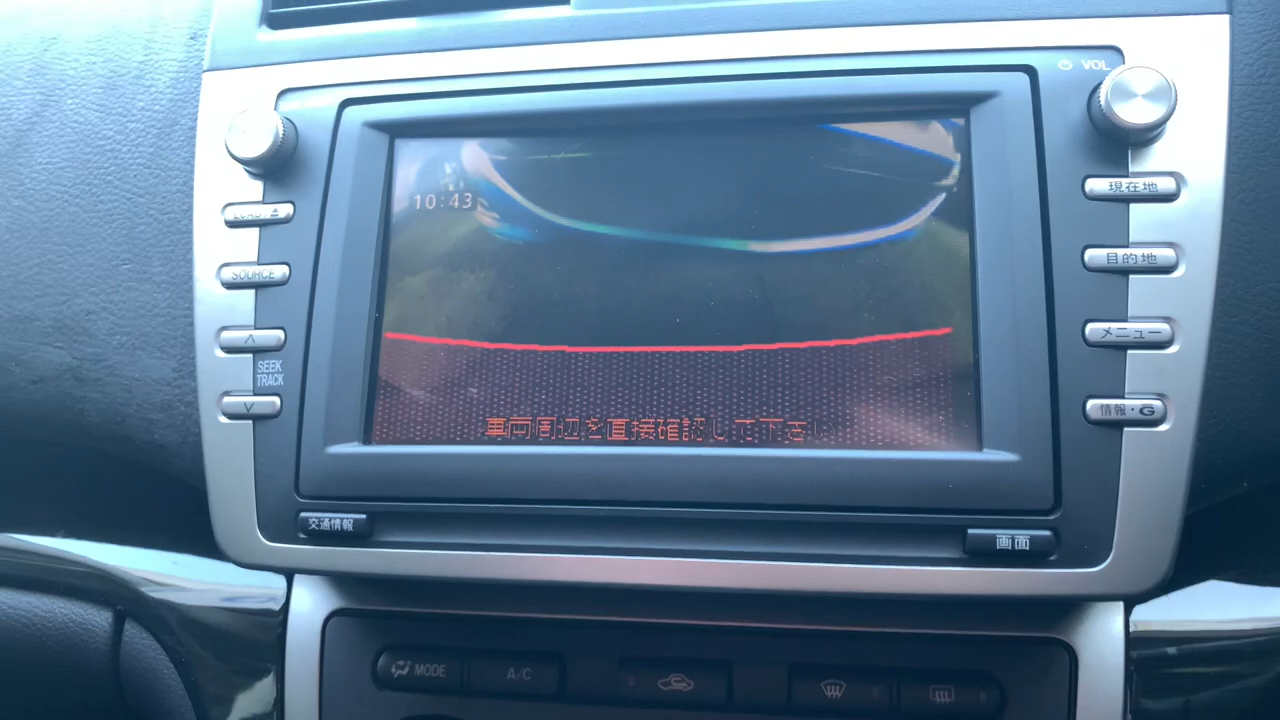 VOL
現在地
10:43
LOAD/
SOURCE
目的地
SEEK
TRACK
メニュー
情報・G
車両周辺を直接確認して下さい
交通情報
画面
MODE
A/C